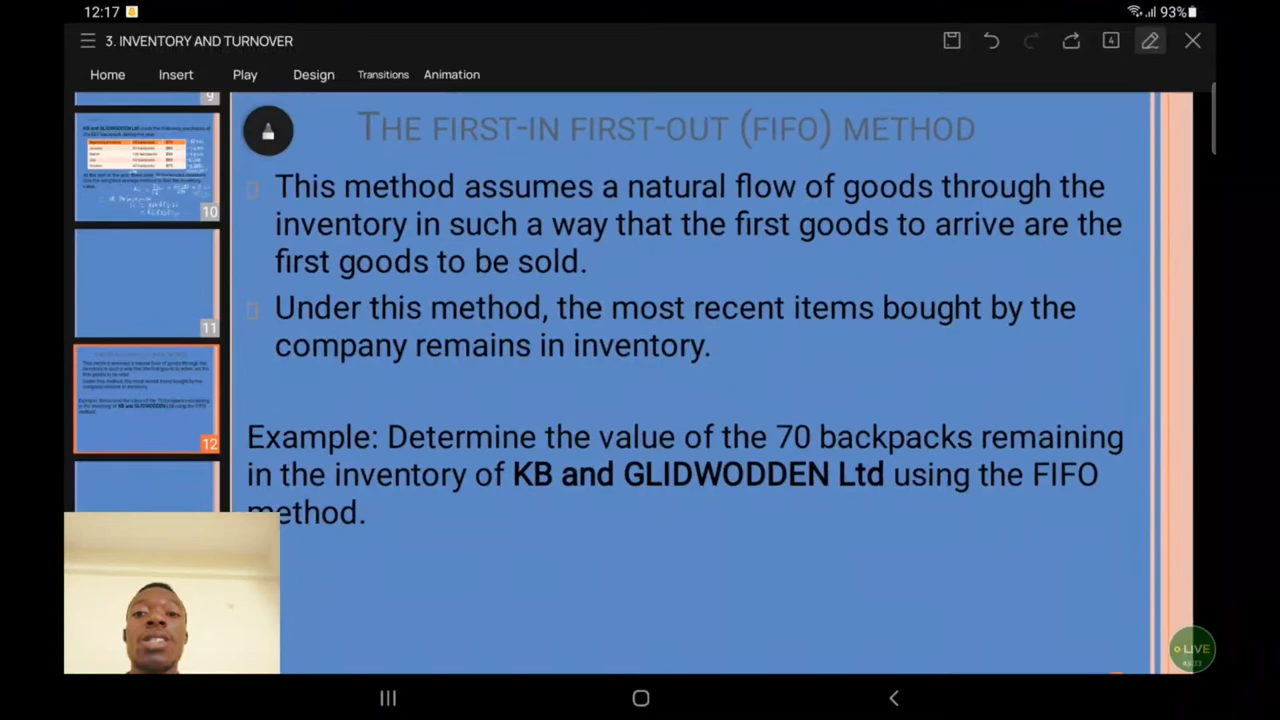 12:17
93%
3. INVENTORY AND TURNOVER
4
Home Insert Play Design Transitions Animation
9
10
11
12
THE FIRST-IN FIRST-OUT (FIFO) METHOD
This method assumes a natural flow of goods through the
inventory in such a way that the first goods to arrive are the
first goods to be sold.
Under this method, the most recent items bought by the
company remains in inventory.
Example: Determine the value of the 70 backpacks remaining
in the inventory of KB and GLIDWODDEN Ltd using the FIFO
method.
LIVE